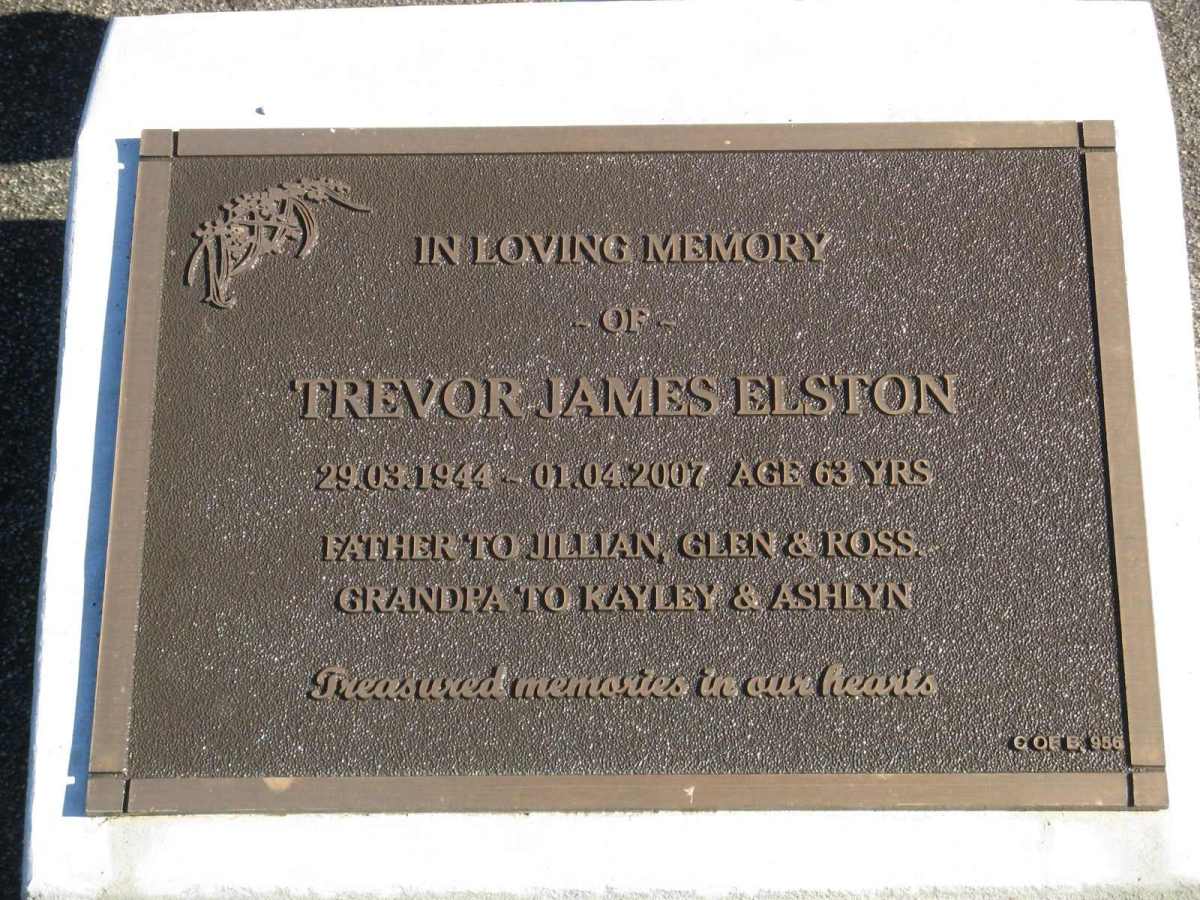 IN LOVING MEMORY
~ OF ~
TREVOR JAMES ELSTON
29.03.1944 ~ 01.04.2007 AGE 63 YRS
FATHER TO JILLIAN, GLEN & ROSS.
GRANDPA TO KAYLEY & ASHLYN
Treasured memories in our hearts
C OF E, 986